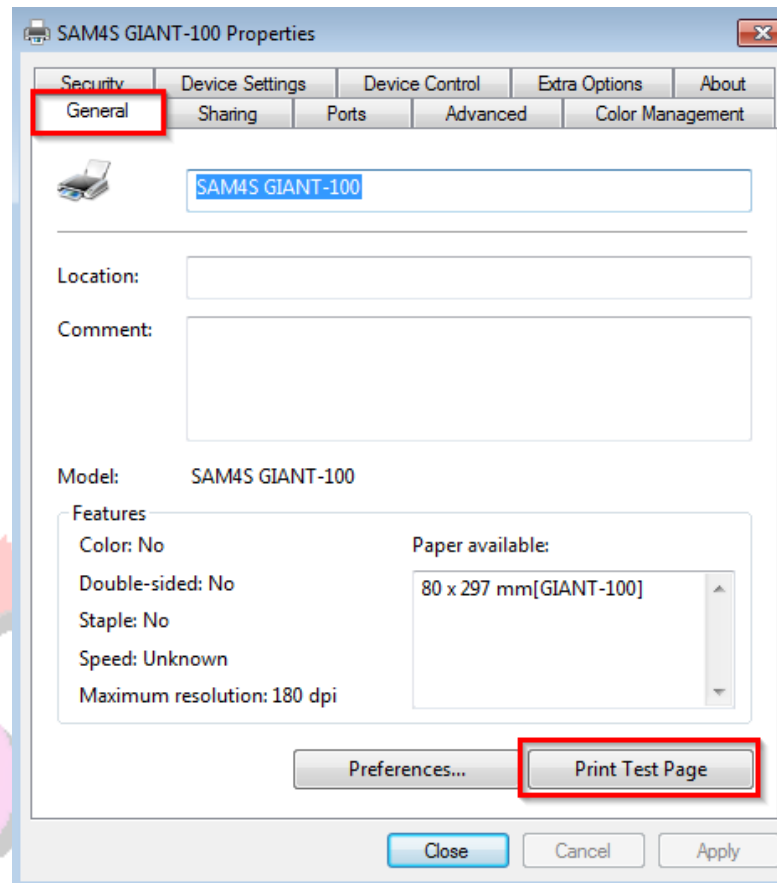 SAM4S GIANT-100 Properties
Security Device Settings Device Control Extra Options About
General Sharing Ports Advanced Color Management
SAM4S GIANT-100
Location:
Comment:
Model: SAM4S GIANT-100
Features
Color: No Paper available:
Double-sided: No 80 x 297 mm[GIANT-100]
Staple: No
Speed: Unknown
Maximum resolution: 180 dpi
Preferences... Print Test Page
Close Cancel Apply